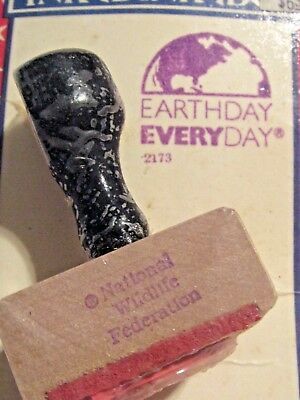 EARTHDAY
EVERYDAY®
2173
© National
Wildlife
Federation